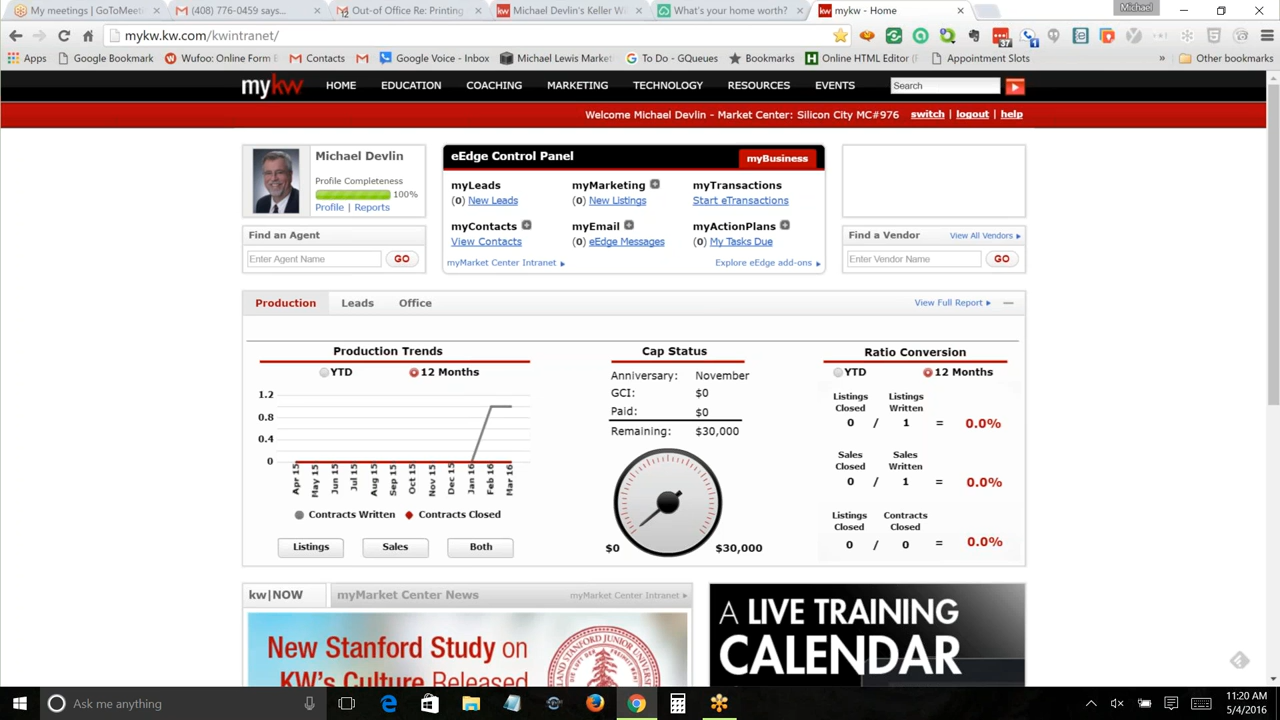 My meetings | GoToMeeti
(408) 776-0459 says...
Out-of Office Re: Printing
Michael Devlin's Keller W
What's your home worth?
mykw - Home
Michael
mykw.kw.com/kwintranet/
37
Apps
Google Bookmark
Wufoo: Online Form B
Contacts
Google Voice - Inbox
Michael Lewis Market
To Do - GQueues
Bookmarks
Online HTML Editor (
Appointment Slots
»
Other bookmarks
mykw
HOME
EDUCATION
COACHING
MARKETING
TECHNOLOGY
RESOURCES
EVENTS
Search
Welcome Michael Devlin - Market Center: Silicon City MC#976 switch | logout | help
Michael Devlin
Profile Completeness
100%
Profile | Reports
Find an Agent
Enter Agent Name
GO
eEdge Control Panel
myBusiness
myLeads
(0) New Leads
myMarketing
(0) New Listings
myTransactions
Start eTransactions
myContacts
View Contacts
myEmail
(0) eEdge Messages
myActionPlans
(0) My Tasks Due
myMarket Center Intranet
Explore eEdge add-ons
Find a Vendor
View All Vendors
Enter Vendor Name
GO
Production
Leads
Office
View Full Report
Production Trends
YTD
12 Months
1.2
0.8
0.4
0
Apr 15
May 15
Jun 15
Jul 15
Aug 15
Sep 15
Oct 15
Nov 15
Dec 15
Jan 16
Feb 16
Mar 16
Contracts Written
Contracts Closed
Listings
Sales
Both
Cap Status
Anniversary: November
GCI: $0
Paid: $0
Remaining: $30,000
$0
$30,000
Ratio Conversion
YTD
12 Months
Listings Closed
Listings Written
0 / 1 = 0.0%
Sales Closed
Sales Written
0 / 1 = 0.0%
Listings Closed
Contracts Closed
0 / 0 = 0.0%
kw|NOW
myMarket Center News
myMarket Center Intranet
New Stanford Study on
KW's Culture Released
A LIVE TRAINING
CALENDAR
Ask me anything
11:20 AM
5/4/2016